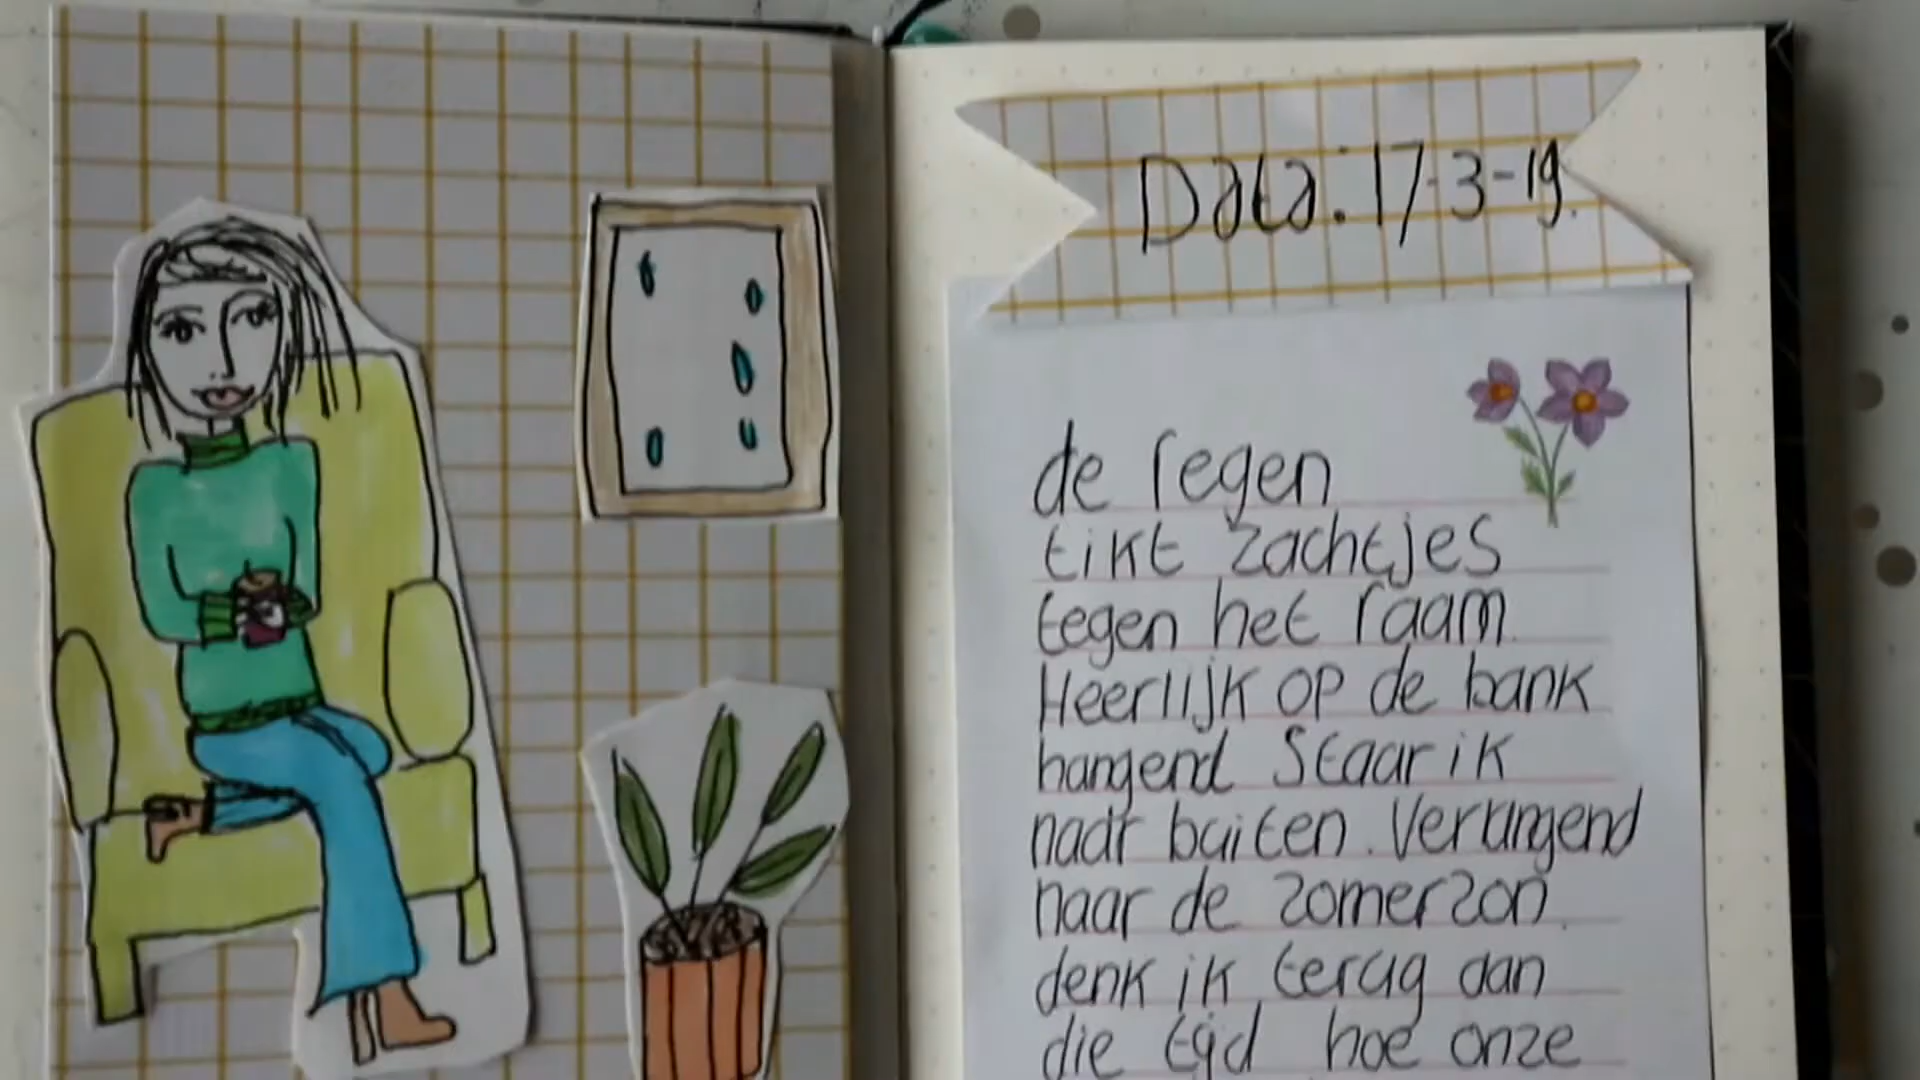 Data: 17-3-19.
de regen
tikt zachtjes
tegen het raam.
Heerlijk op de bank
hangend staar ik
naar buiten. Verlangend
naar de zomerzon.
denk ik terug aan
die tijd hoe onze